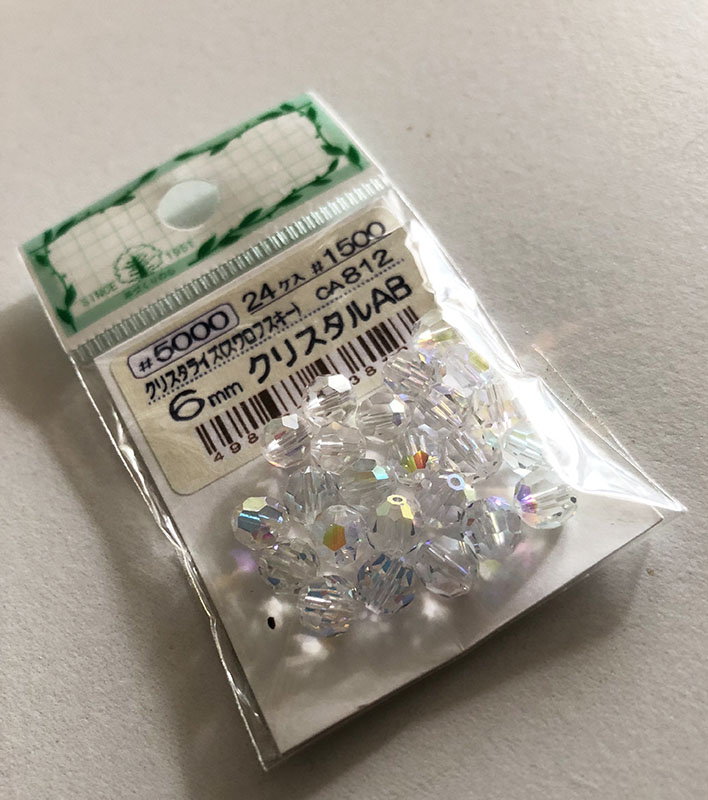 SINCE 1951
#5000 24ケ入 #1500
クリスタライズ(スワロフスキー) CA812
6mm クリスタルAB
498